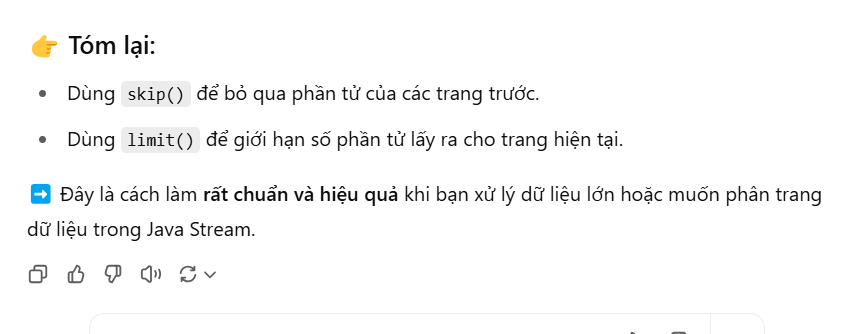 👉 Tóm lại:
• Dùng skip() để bỏ qua phần tử của các trang trước.
• Dùng limit() để giới hạn số phần tử lấy ra cho trang hiện tại.
➡️ Đây là cách làm rất chuẩn và hiệu quả khi bạn xử lý dữ liệu lớn hoặc muốn phân trang
dữ liệu trong Java Stream.